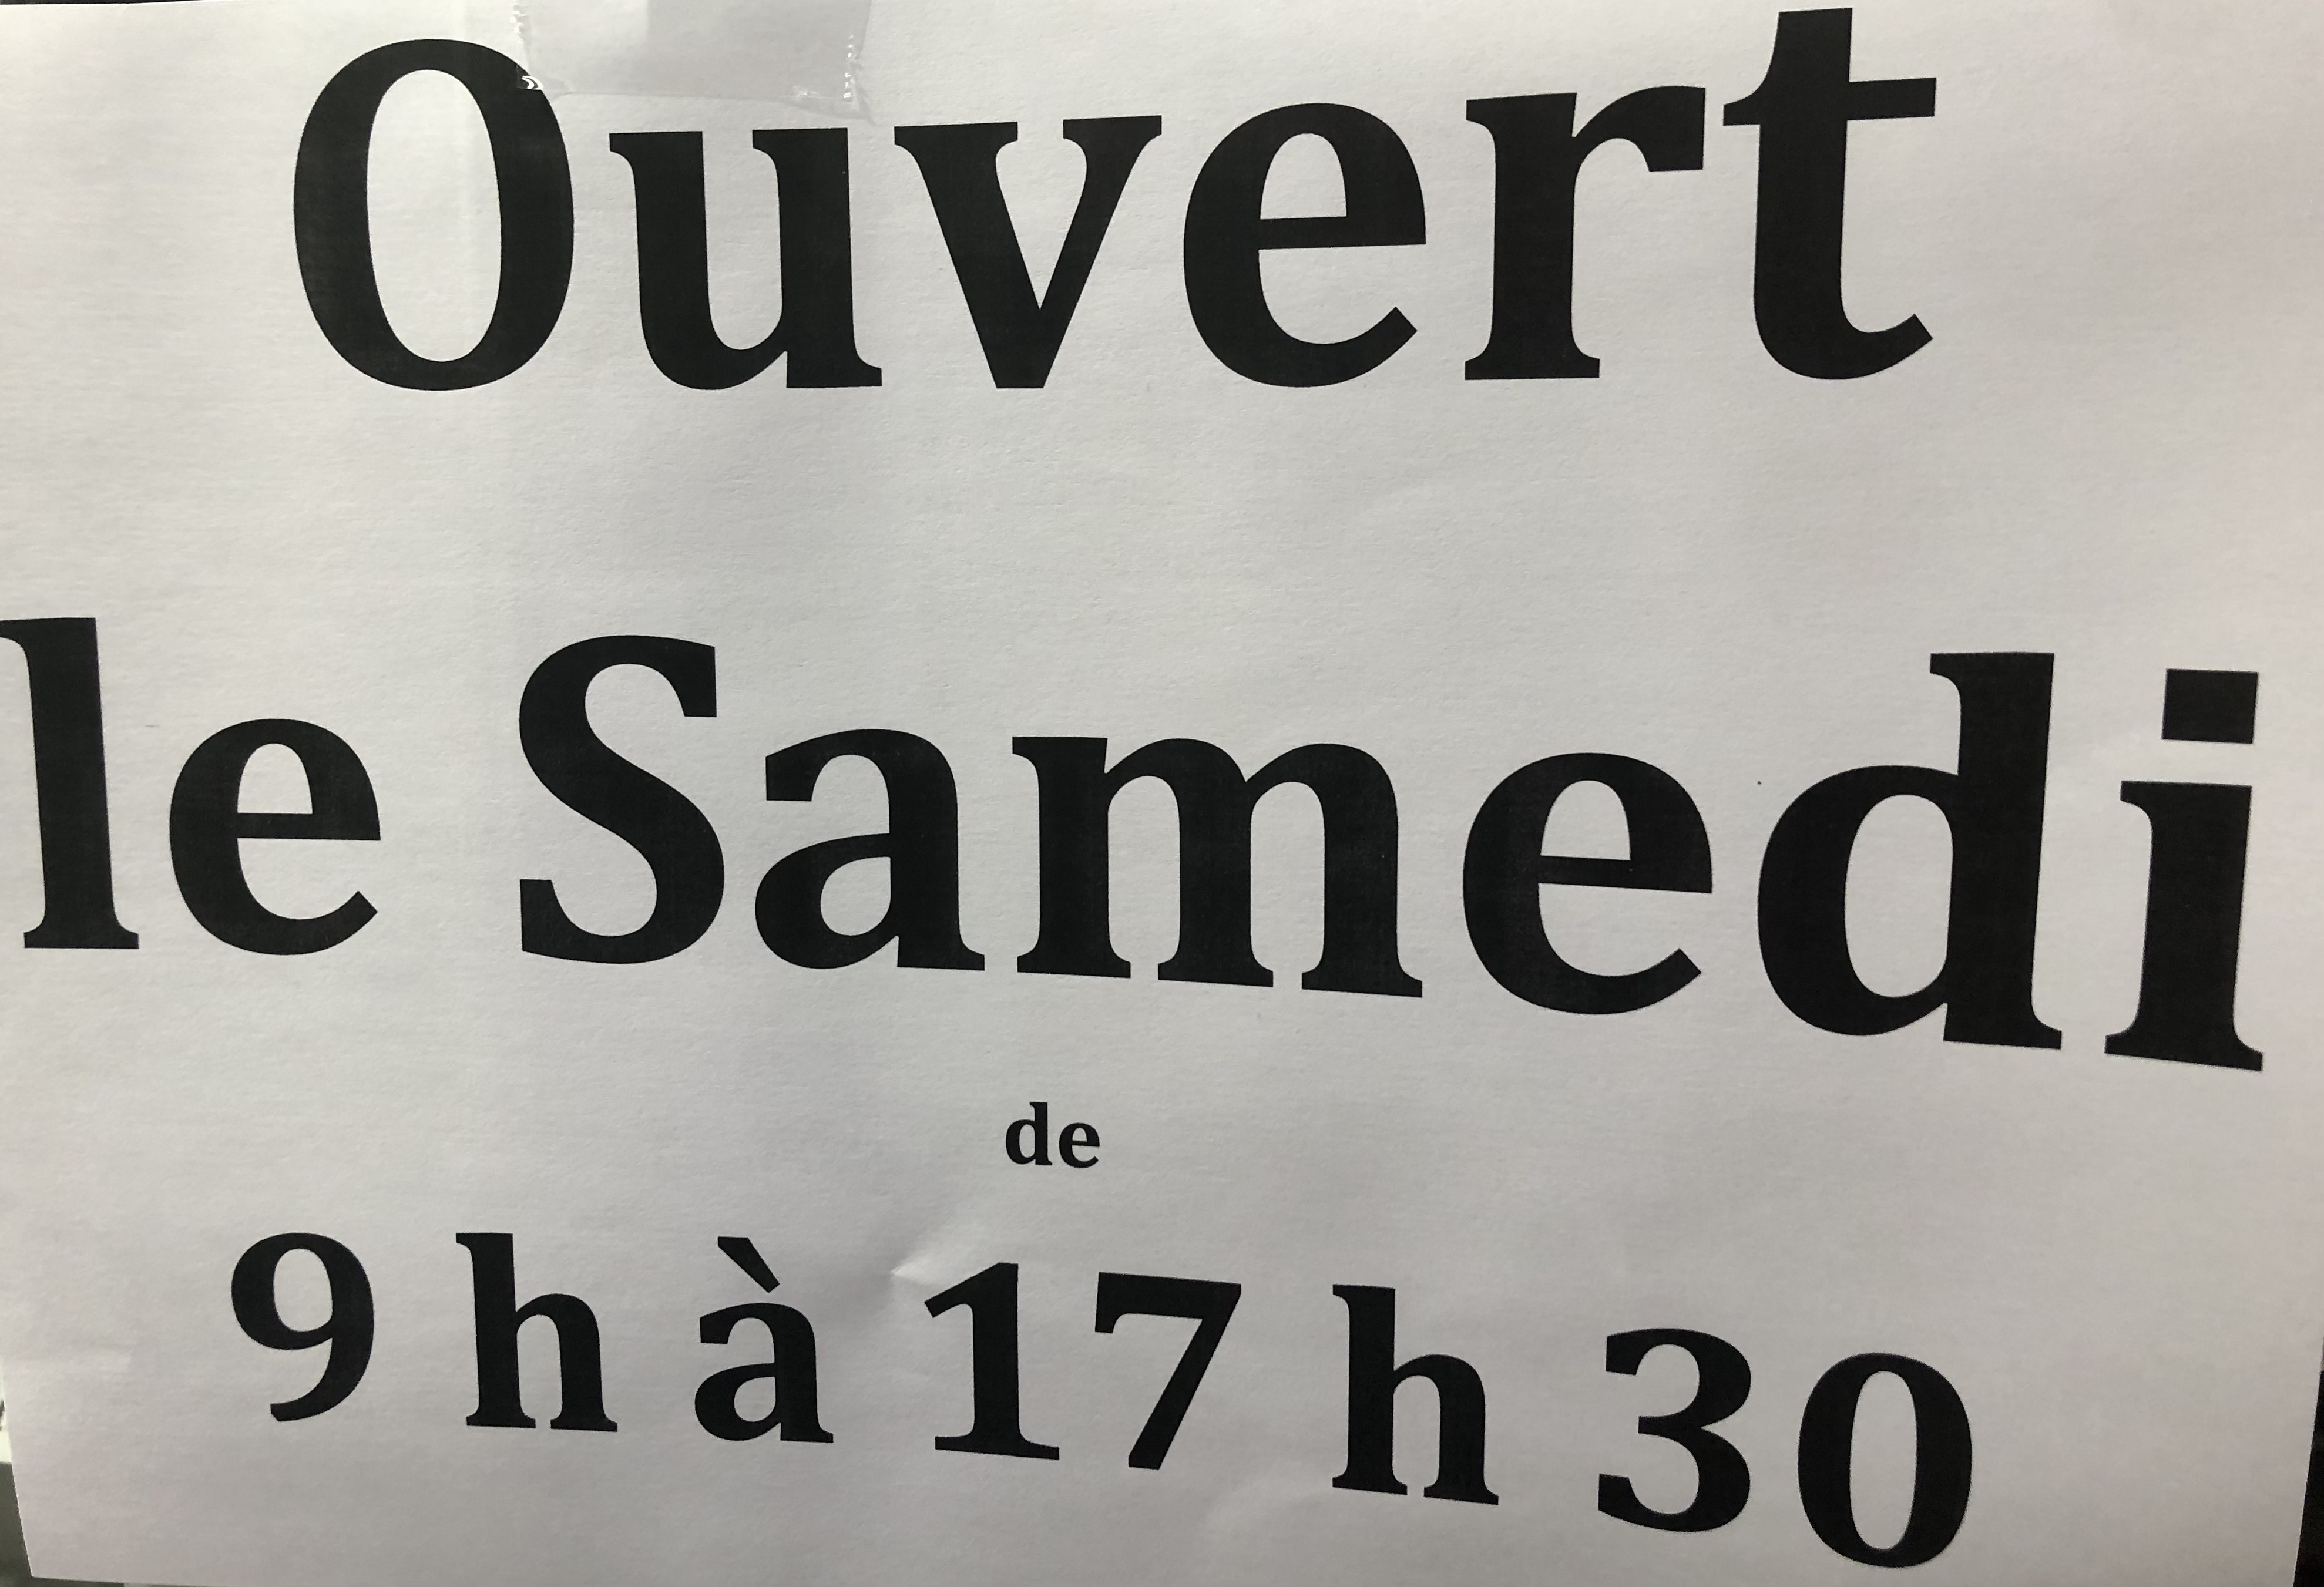 Ouvert
le Samedi
de
9 h à 17 h 30